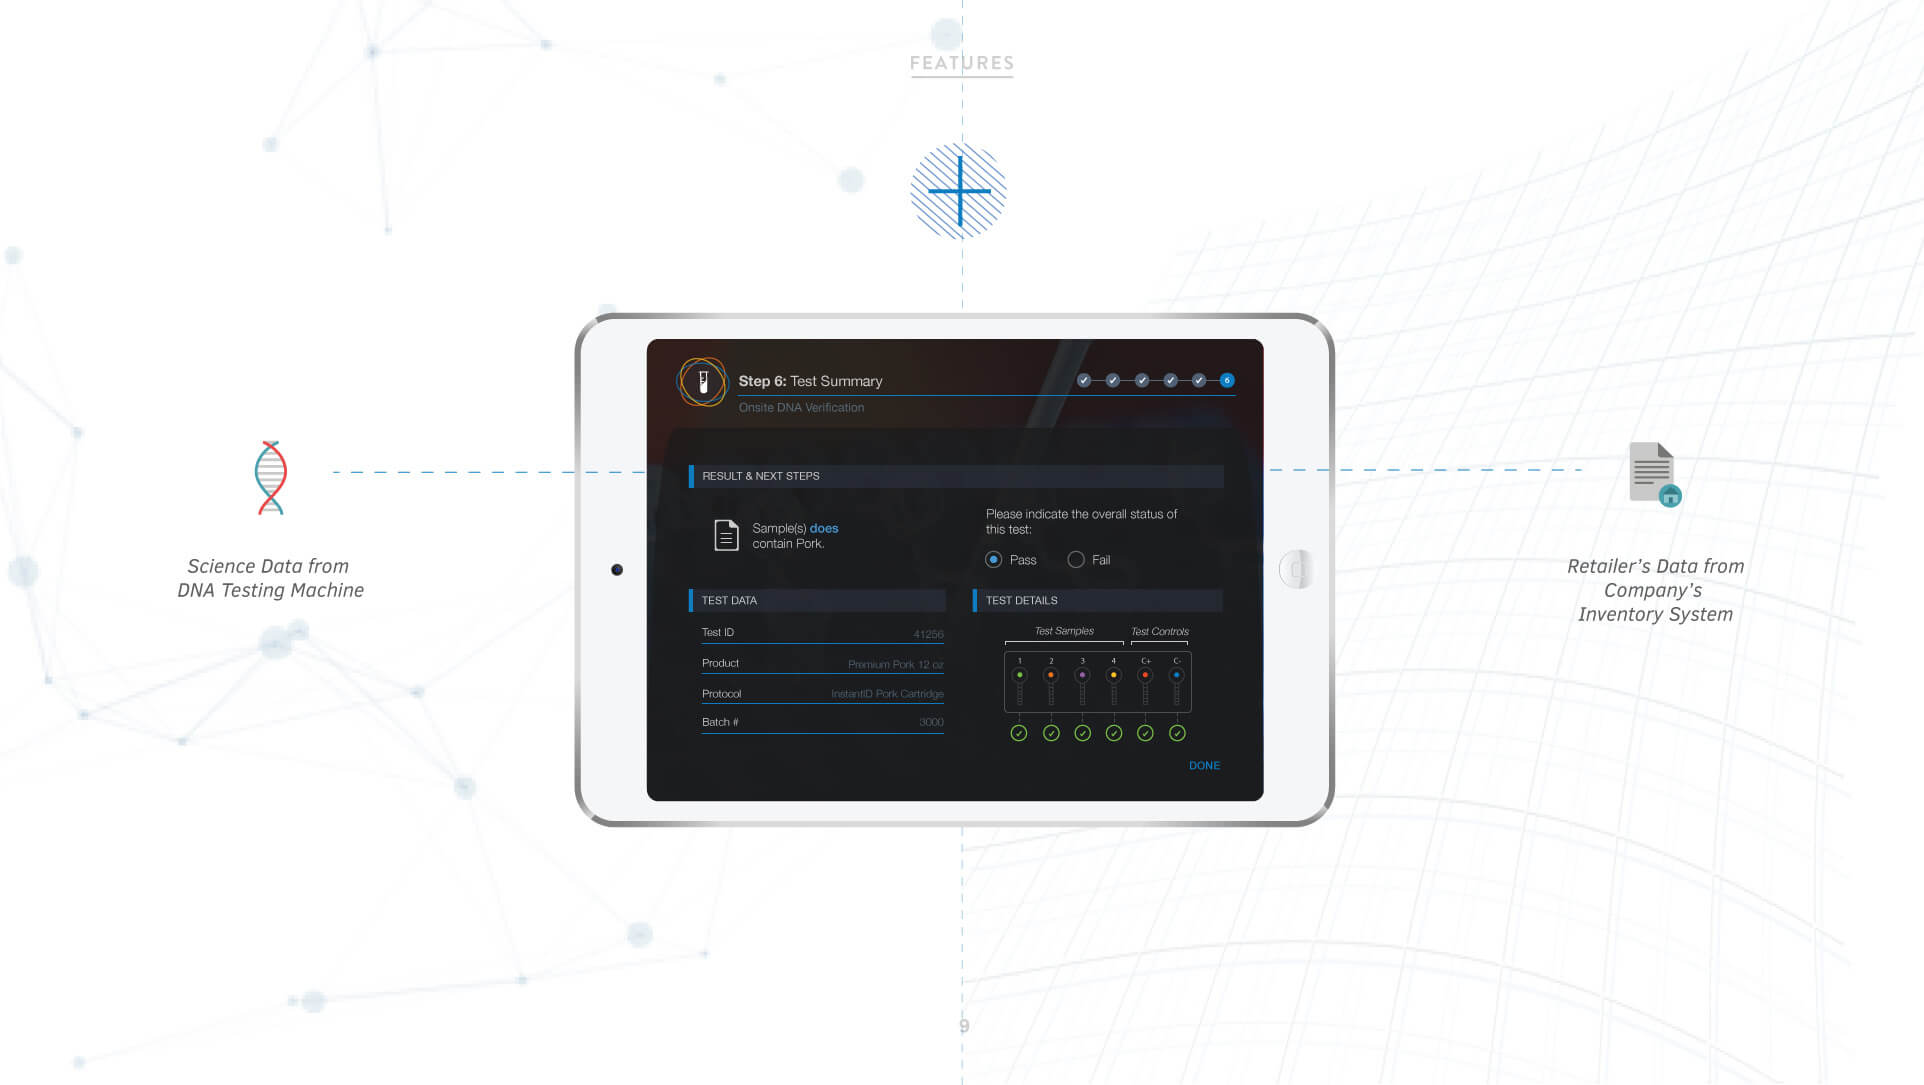 FEATURES
Step 6: Test Summary
6
Onsite DNA Verification
RESULT & NEXT STEPS
Sample(s) does
contain Pork.
Please indicate the overall status of
this test:
Pass
Fail
TEST DATA
Test ID
41256
Product
Premium Pork 12 oz
Protocol
InstantID Pork Cartridge
Batch #
3000
TEST DETAILS
Test Samples
Test Controls
1
2
3
4
C+
C-
DONE
Science Data from
DNA Testing Machine
Retailer’s Data from
Company’s
Inventory System
9